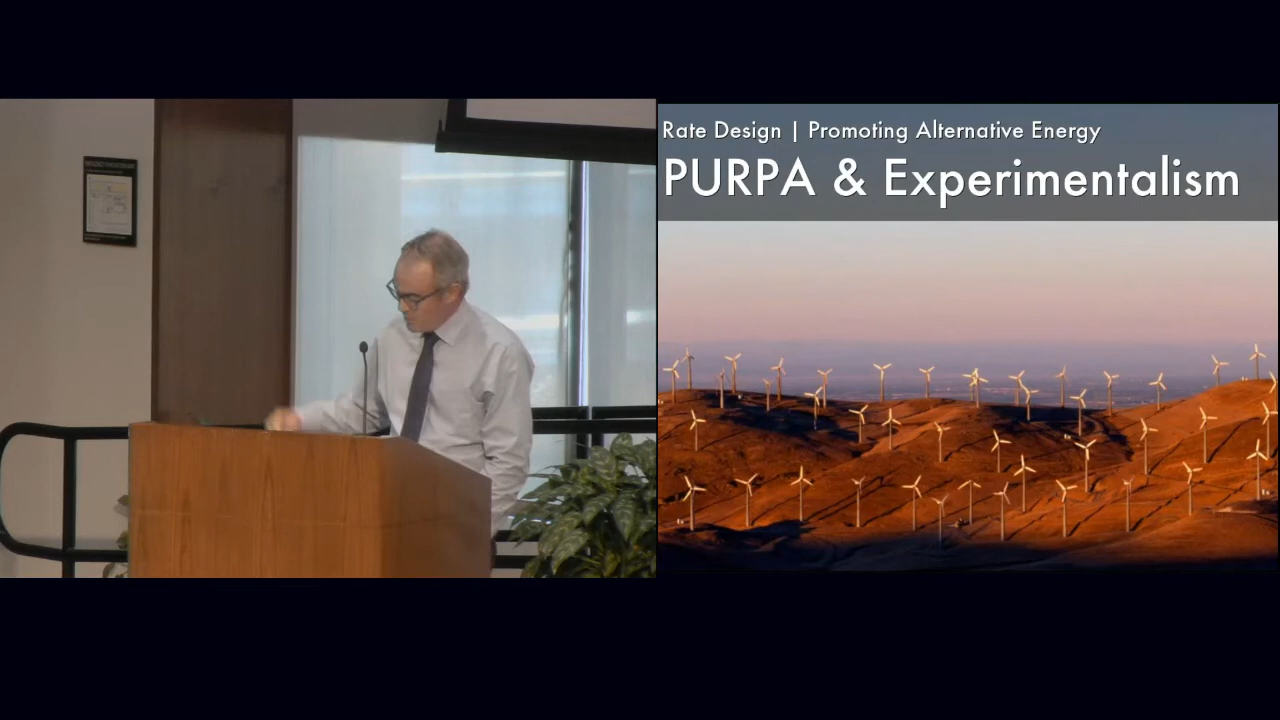 Rate Design | Promoting Alternative Energy
PURPA & Experimentalism